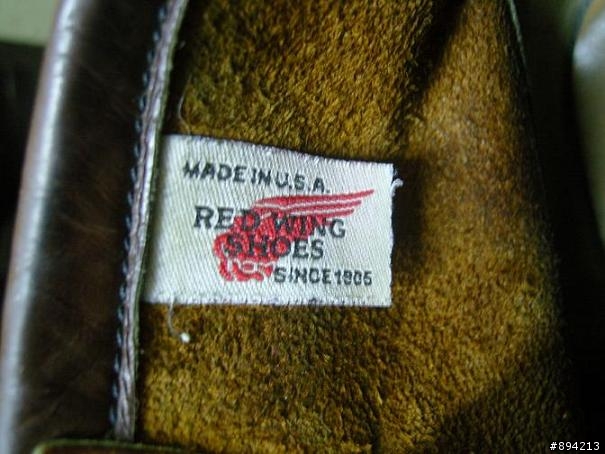 MADE IN U.S.A.
RED WING
SHOES
SINCE 1905
#894213